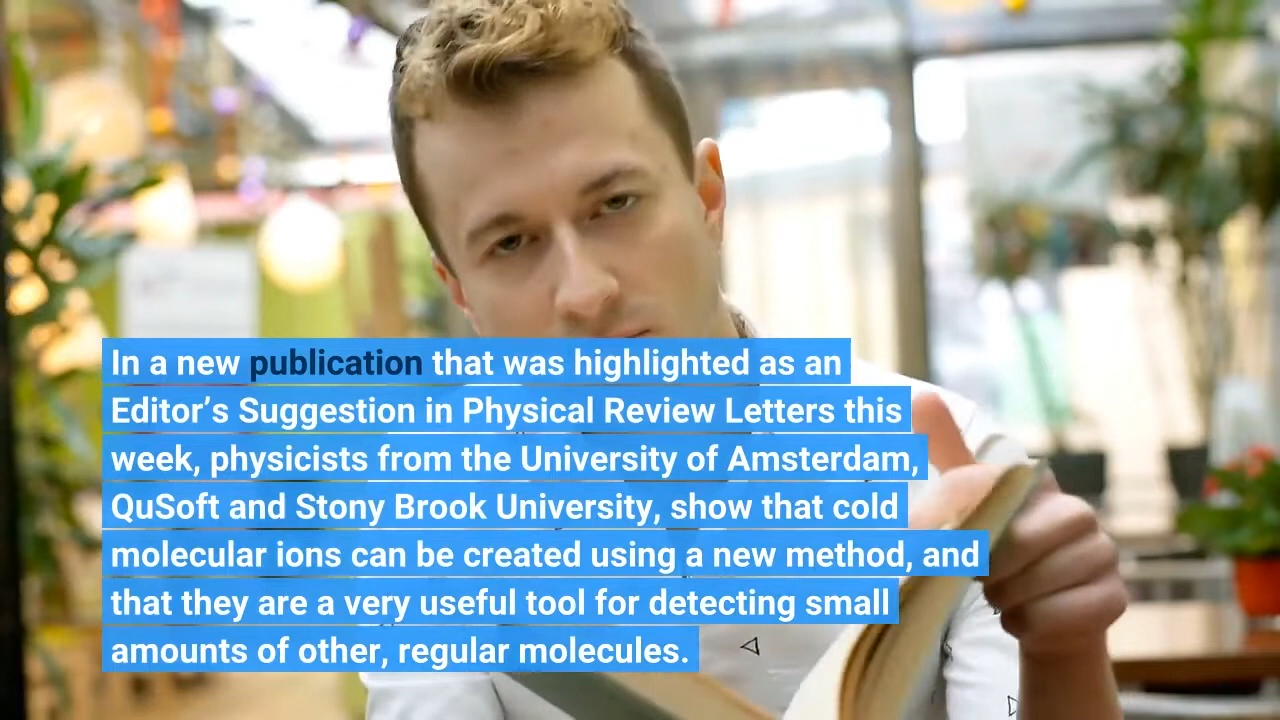 In a new publication that was highlighted as an
Editor’s Suggestion in Physical Review Letters this
week, physicists from the University of Amsterdam,
QuSoft and Stony Brook University, show that cold
molecular ions can be created using a new method, and
that they are a very useful tool for detecting small
amounts of other, regular molecules.